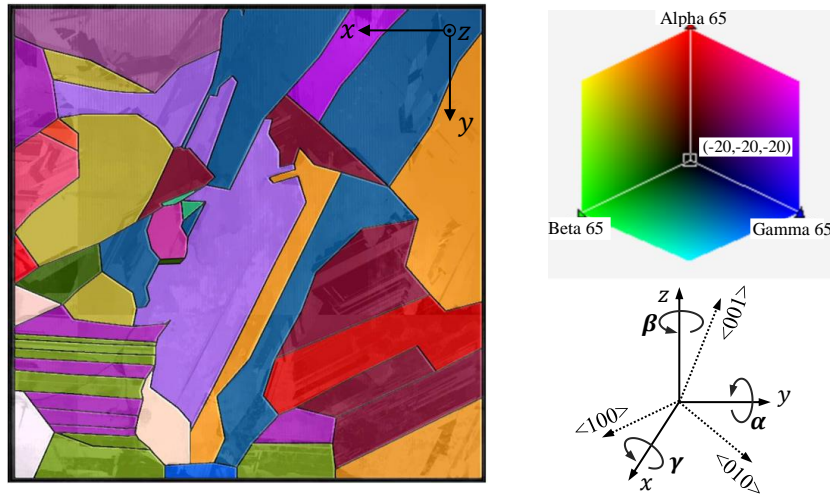 x
z
y
Alpha 65
(-20,-20,-20)
Beta 65
Gamma 65
z
β
<001>
y
α
<100>
γ
x
<010>